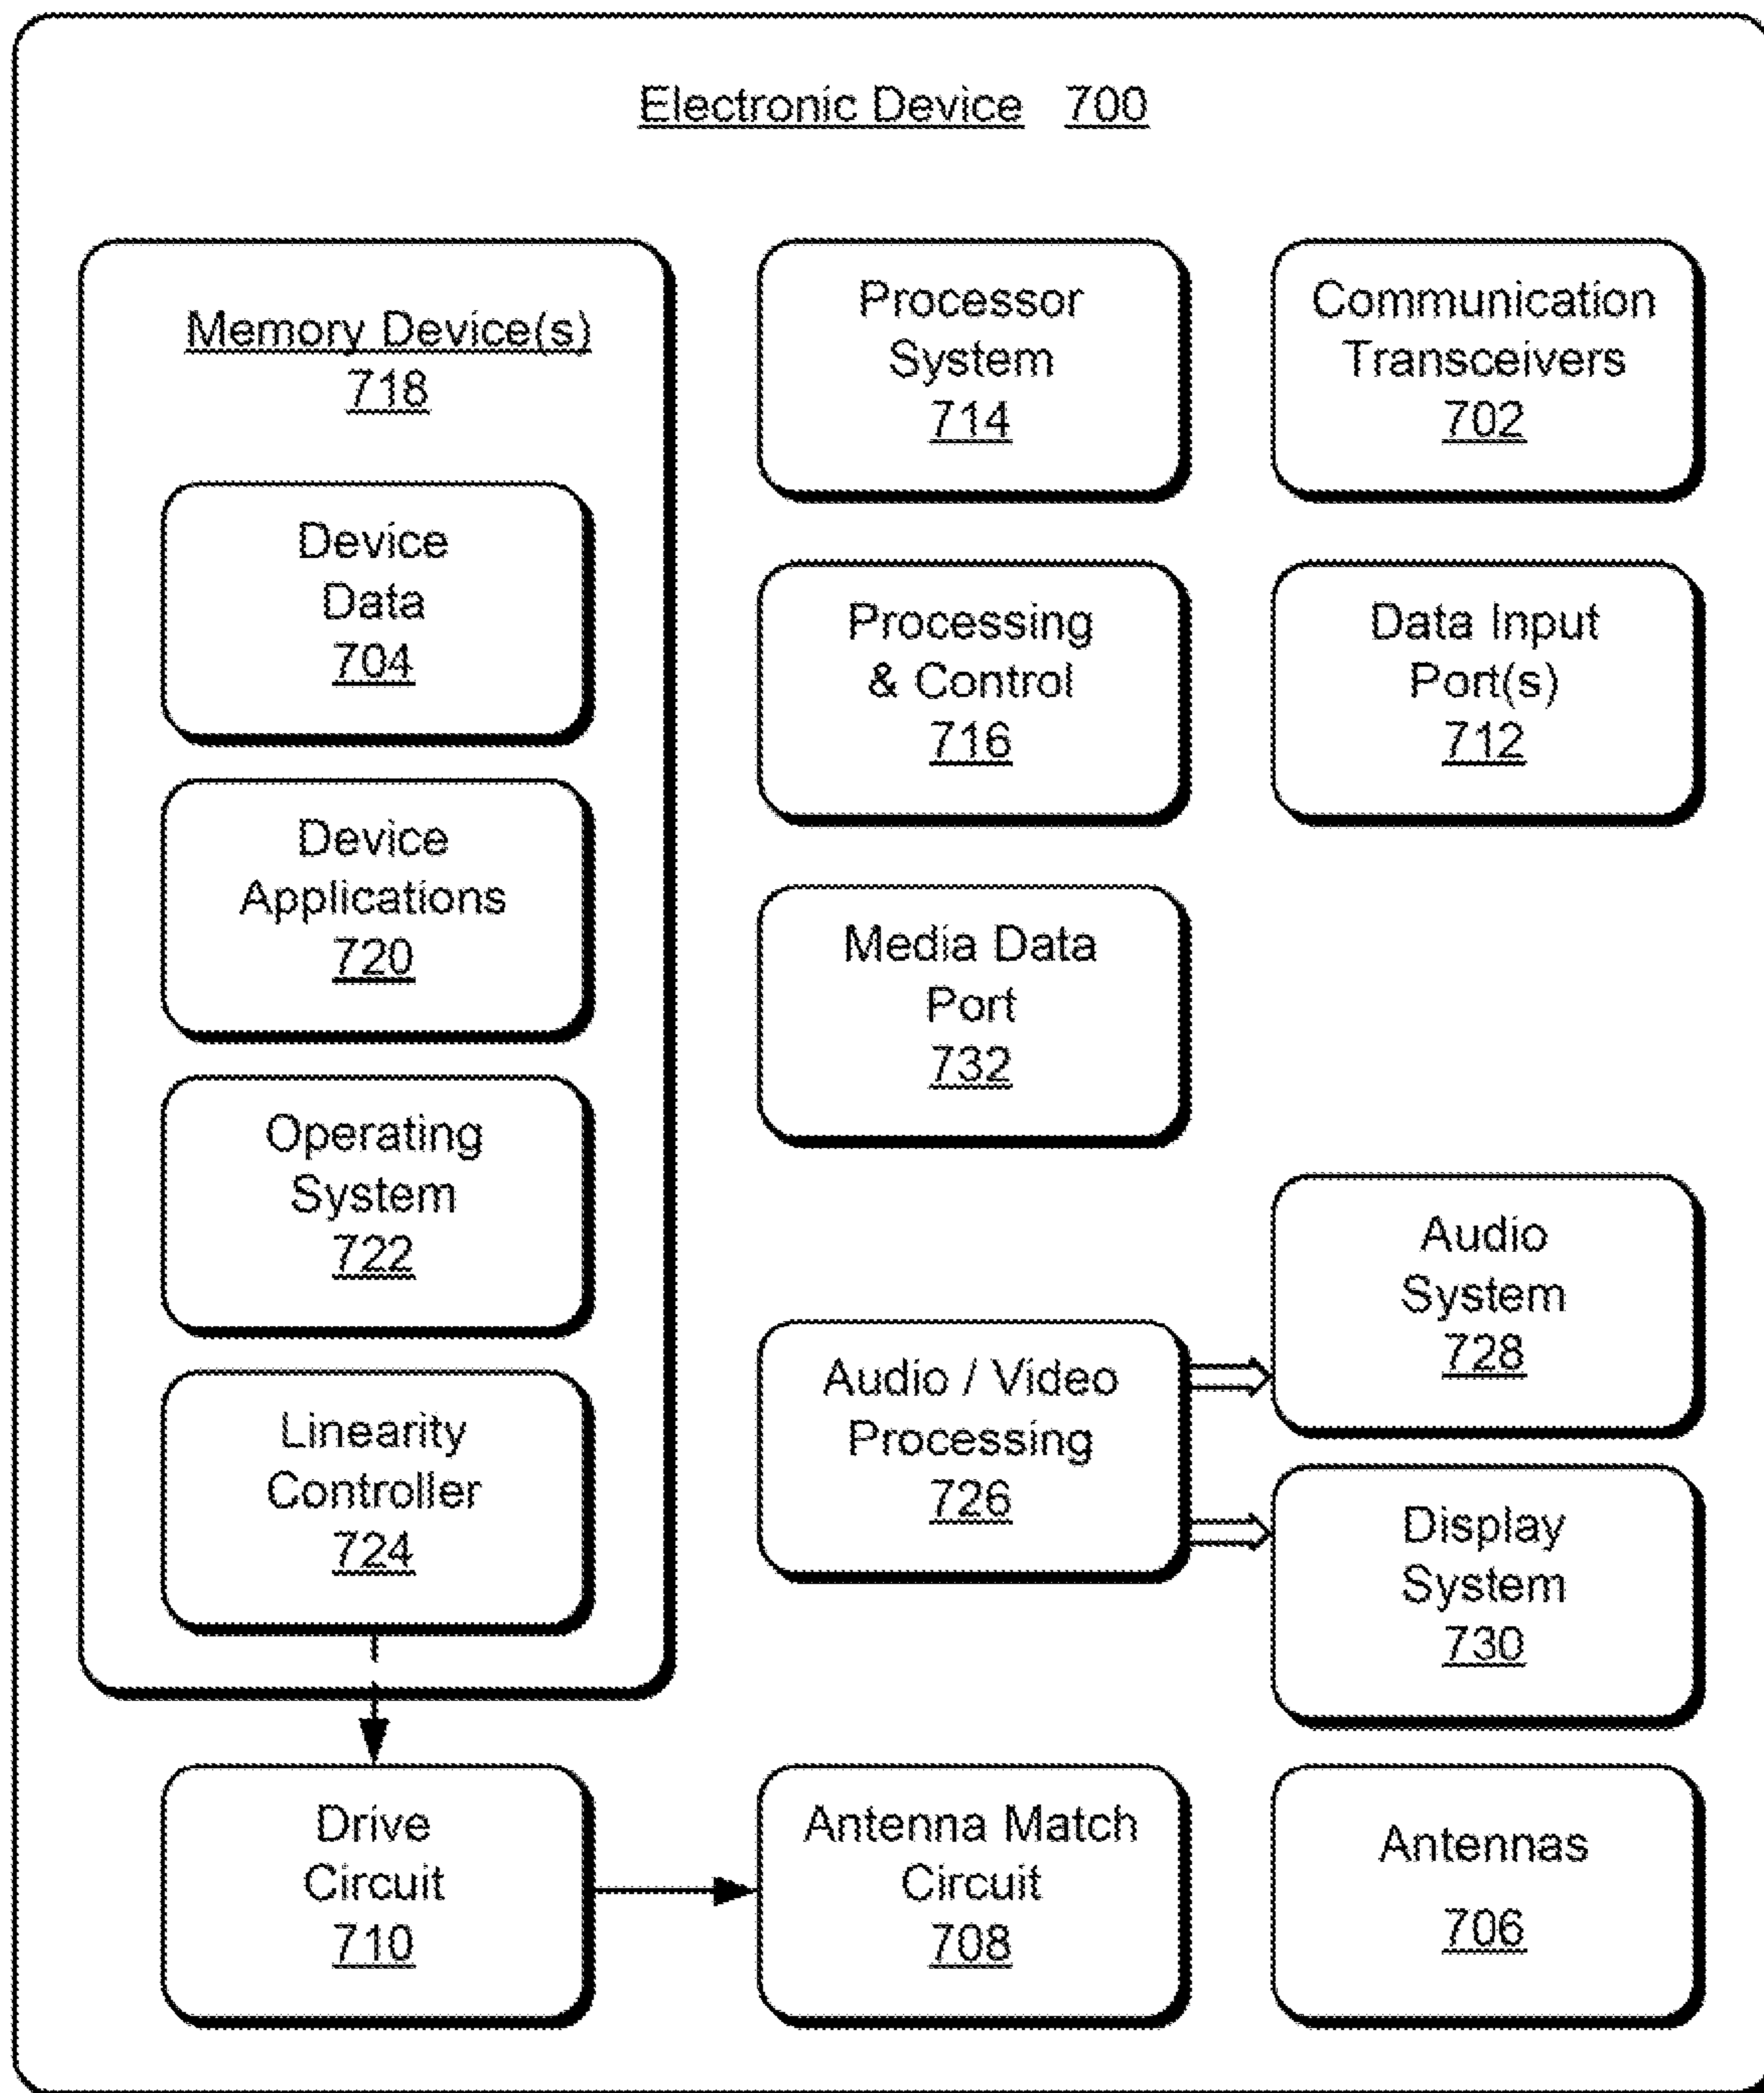 Electronic Device 700
Memory Device(s)
718
Device
Data
704
Device
Applications
720
Operating
System
722
Linearity
Controller
724
Processor
System
714
Communication
Transceivers
702
Processing
& Control
716
Data Input
Port(s)
712
Media Data
Port
732
Audio / Video
Processing
726
Audio
System
728
Display
System
730
Drive
Circuit
710
Antenna Match
Circuit
708
Antennas
706